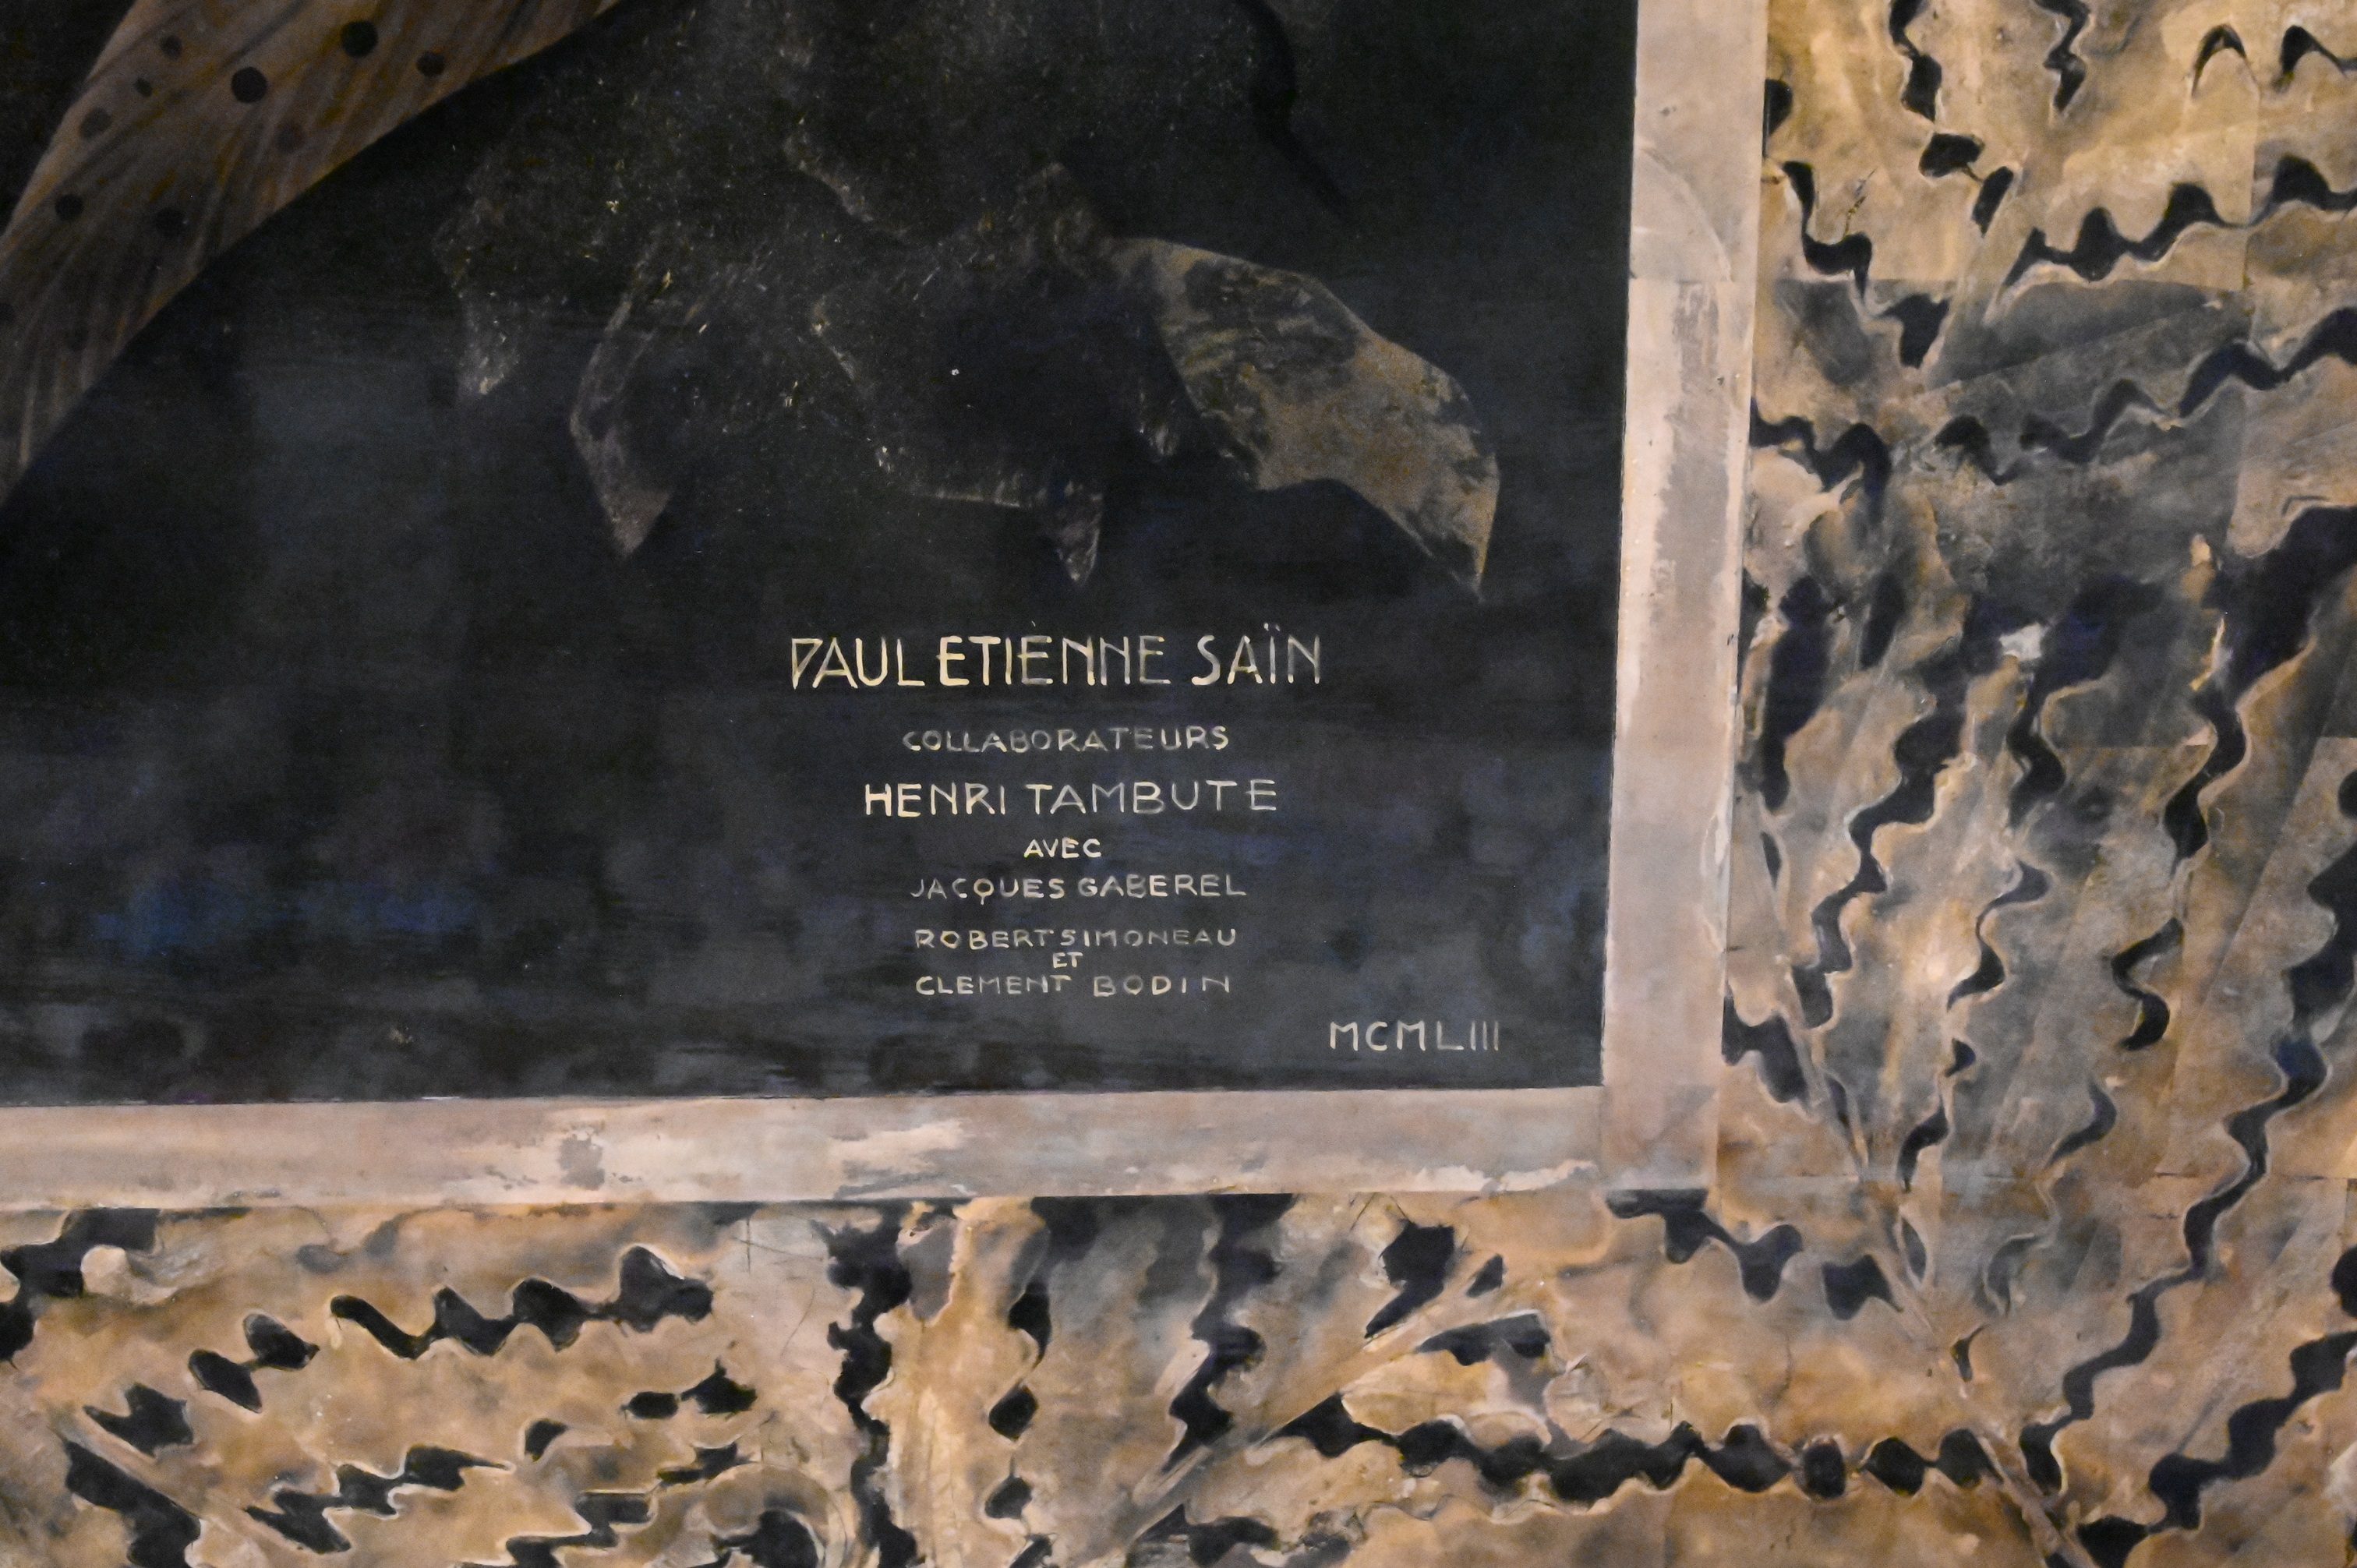 PAUL ETIENNE SAÏN
COLLABORATEURS
HENRI TAMBUTE
AVEC
JACQUES GABEREL
ROBERT SIMONEAU
ET
CLEMENT BODIN
MCMLIII